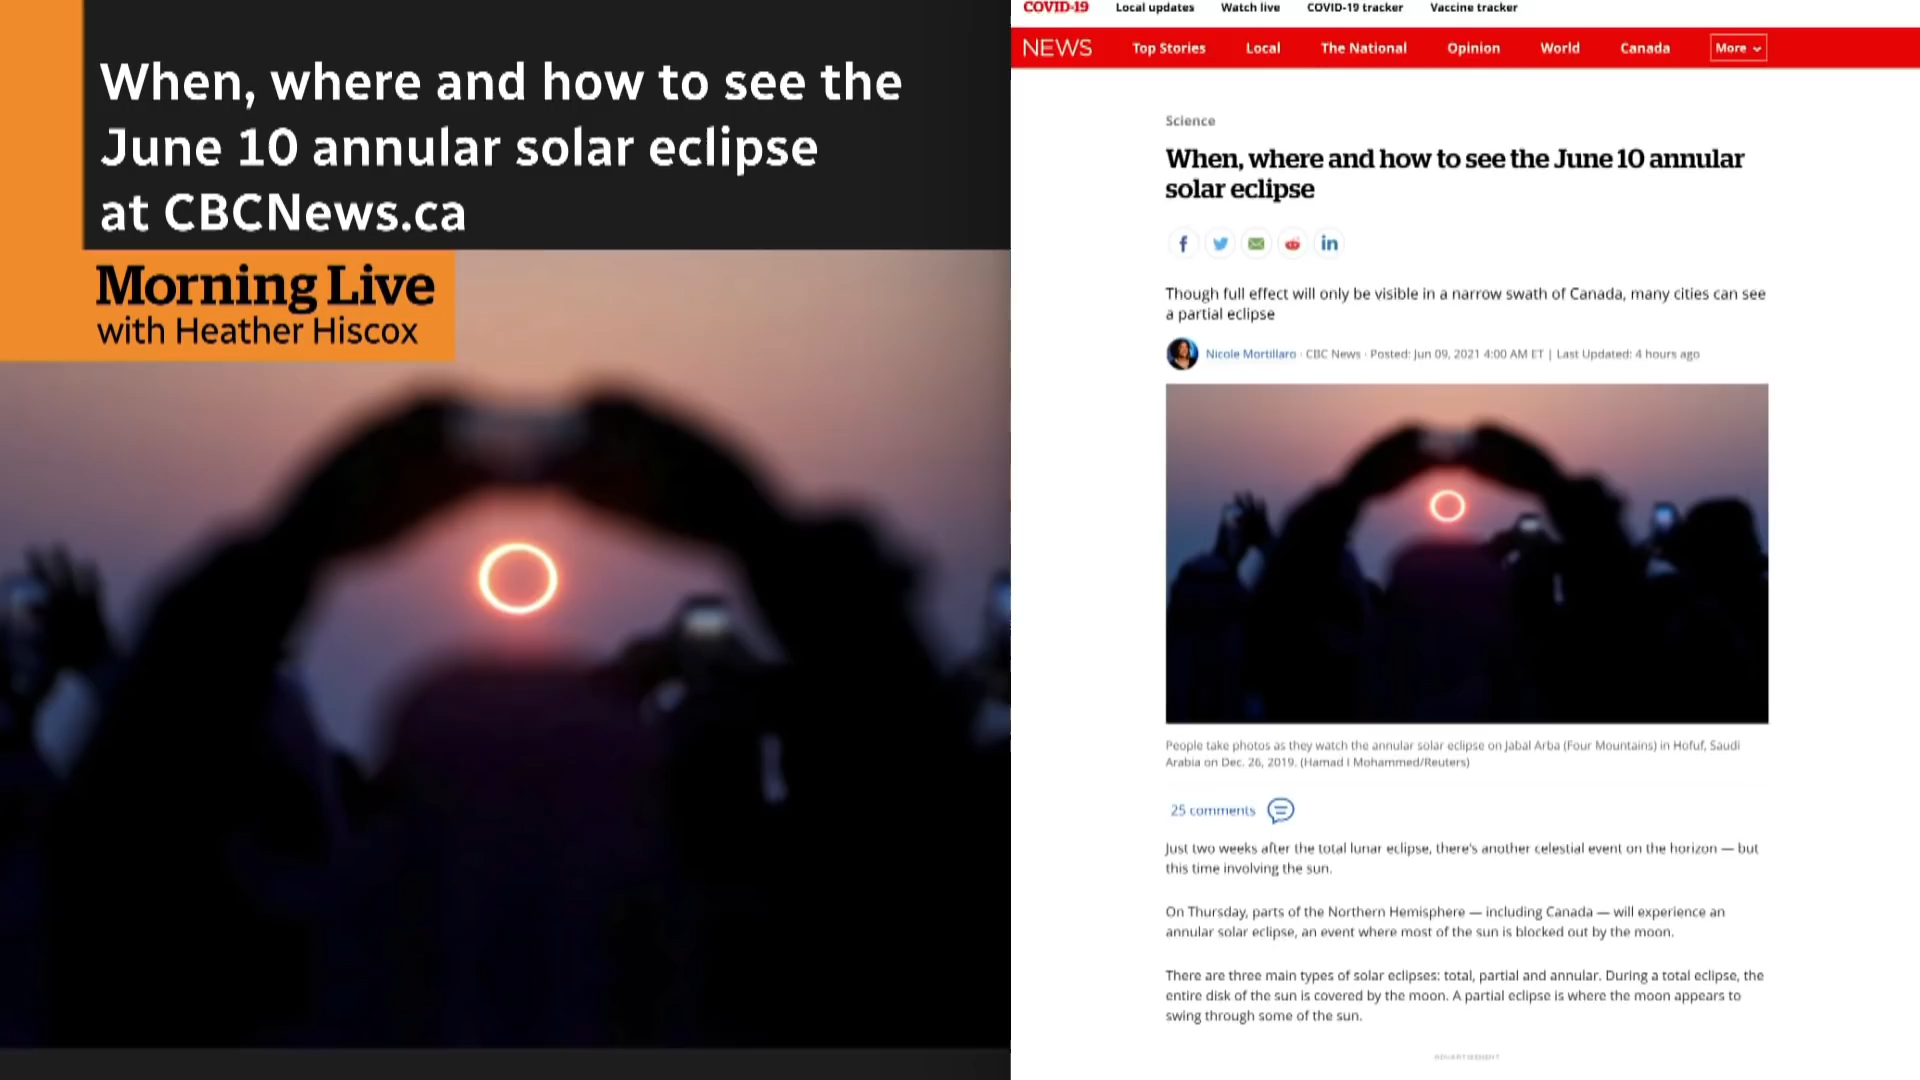 When, where and how to see the
June 10 annular solar eclipse
at CBCNews.ca
Morning Live
with Heather Hiscox
COVID-19 Local updates Watch live COVID-19 tracker Vaccine tracker
NEWS Top Stories Local The National Opinion World Canada More
Science
When, where and how to see the June 10 annular
solar eclipse
Though full effect will only be visible in a narrow swath of Canada, many cities can see
a partial eclipse
Nicole Mortillaro · CBC News · Posted: Jun 09, 2021 4:00 AM ET | Last Updated: 4 hours ago
People take photos as they watch the annular solar eclipse on Jabal Arba (Four Mountains) in Hofuf, Saudi
Arabia on Dec. 26, 2019. (Hamad I Mohammed/Reuters)
25 comments
Just two weeks after the total lunar eclipse, there's another celestial event on the horizon — but
this time involving the sun.
On Thursday, parts of the Northern Hemisphere — including Canada — will experience an
annular solar eclipse, an event where most of the sun is blocked out by the moon.
There are three main types of solar eclipses: total, partial and annular. During a total eclipse, the
entire disk of the sun is covered by the moon. A partial eclipse is where the moon appears to
swing through some of the sun.
ADVERTISEMENT